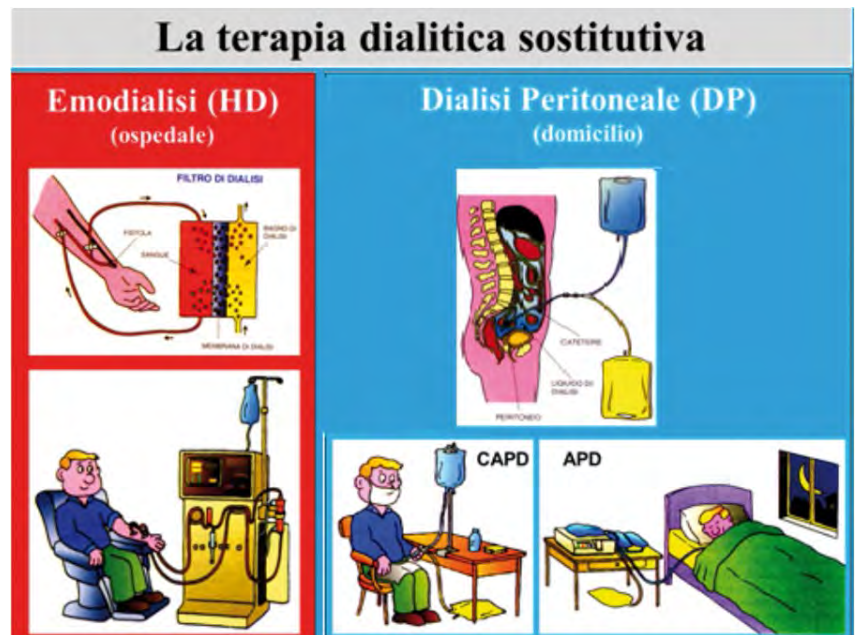 La terapia dialitica sostitutiva
Emodialisi (HD)
(ospedale)
FILTRO DI DIALISI
FISTOLA
SANGUE
BAGNO DI
DIALISI
MEMBRANA DI DIALISI
Dialisi Peritoneale (DP)
(domicilio)
CATETERE
LIQUIDO DI
DIALISI
PERITONEO
CAPD
APD